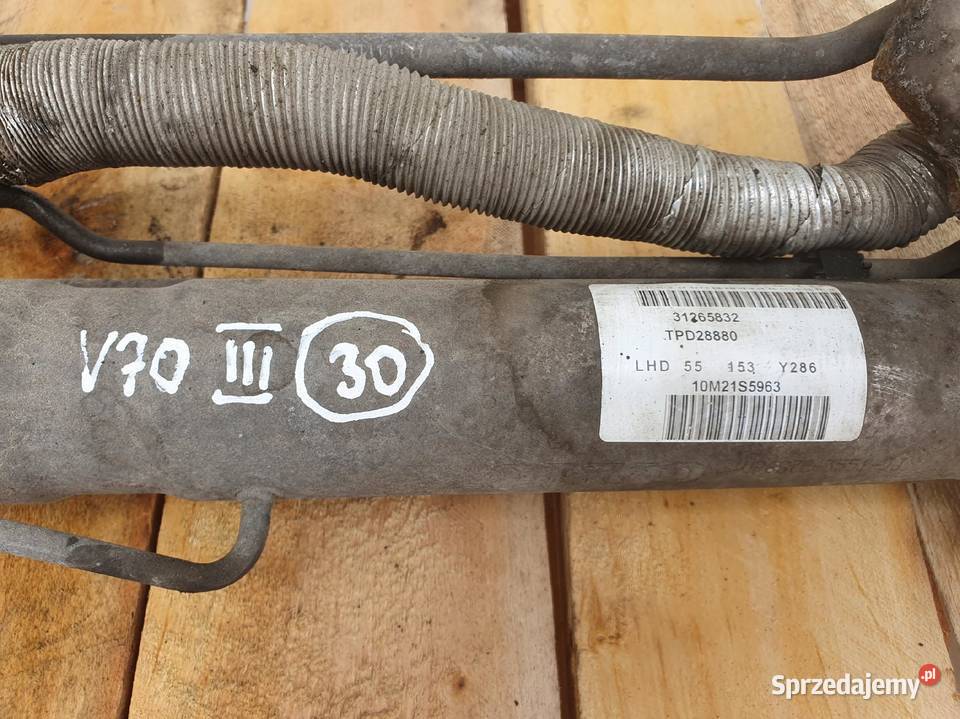 V70 III 30
31265832
TPD28880
LHD 55 153 Y286
10M21S5963
Sprzedajemy.pl